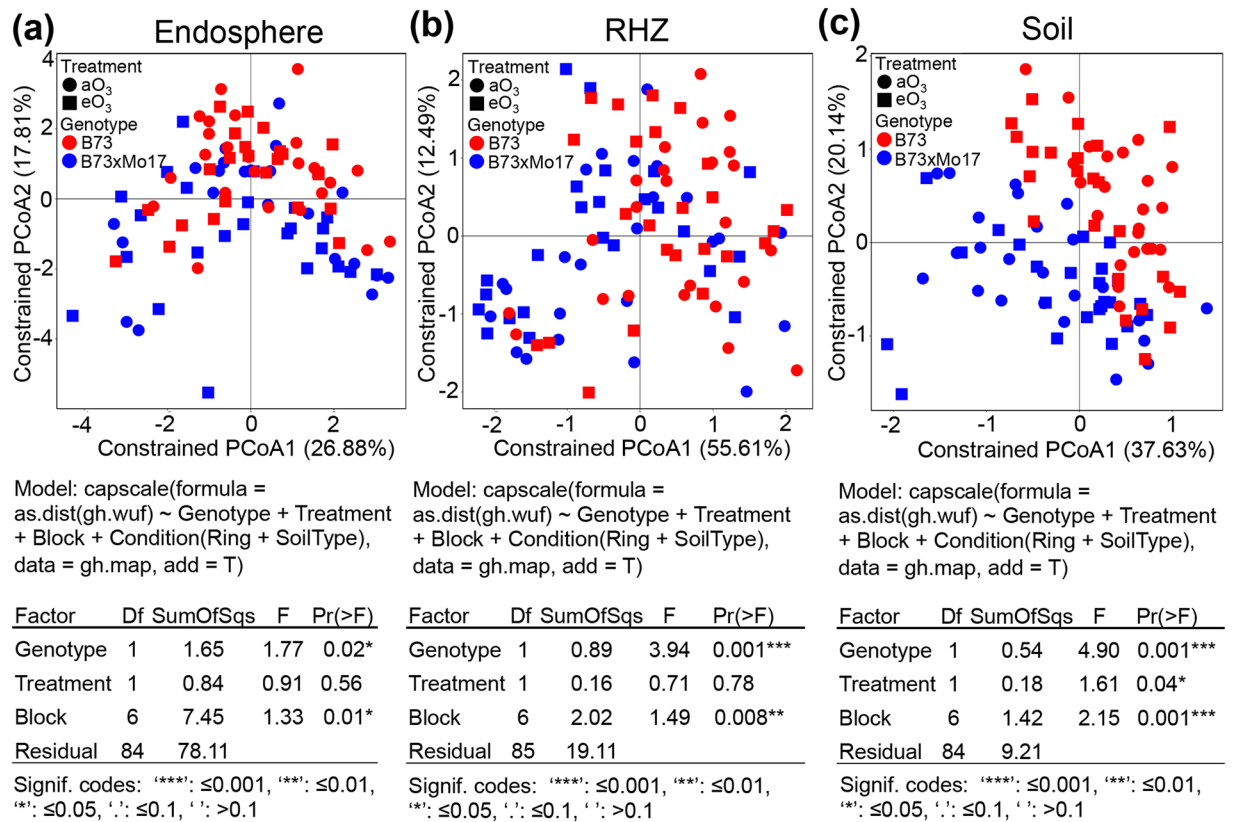 (a)
Endosphere
Treatment
aO₃
eO₃
Genotype
B73
B73xMo17
Constrained PCoA2 (17.81%)
4
2
0
-2
-4
-4
-2
0
2
Constrained PCoA1 (26.88%)
Model: capscale(formula =
as.dist(gh.wuf) ~ Genotype + Treatment
+ Block + Condition(Ring + SoilType),
data = gh.map, add = T)
Factor Df SumOfSqs F Pr(>F)
Genotype 1 1.65 1.77 0.02*
Treatment 1 0.84 0.91 0.56
Block 6 7.45 1.33 0.01*
Residual 84 78.11
Signif. codes: ‘***’: ≤0.001, ‘**’: ≤0.01,
‘*’: ≤0.05, ‘.’: ≤0.1, ‘ ’: >0.1
(b)
RHZ
Treatment
aO₃
eO₃
Genotype
B73
B73xMo17
Constrained PCoA2 (12.49%)
2
1
0
-1
-2
-2
-1
0
1
2
Constrained PCoA1 (55.61%)
Model: capscale(formula =
as.dist(gh.wuf) ~ Genotype + Treatment
+ Block + Condition(Ring + SoilType),
data = gh.map, add = T)
Factor Df SumOfSqs F Pr(>F)
Genotype 1 0.89 3.94 0.001***
Treatment 1 0.16 0.71 0.78
Block 6 2.02 1.49 0.008**
Residual 85 19.11
Signif. codes: ‘***’: ≤0.001, ‘**’: ≤0.01,
‘*’: ≤0.05, ‘.’: ≤0.1, ‘ ’: >0.1
(c)
Soil
Treatment
aO₃
eO₃
Genotype
B73
B73xMo17
Constrained PCoA2 (20.14%)
2
1
0
-1
-2
-1
0
1
Constrained PCoA1 (37.63%)
Model: capscale(formula =
as.dist(gh.wuf) ~ Genotype + Treatment
+ Block + Condition(Ring + SoilType),
data = gh.map, add = T)
Factor Df SumOfSqs F Pr(>F)
Genotype 1 0.54 4.90 0.001***
Treatment 1 0.18 1.61 0.04*
Block 6 1.42 2.15 0.001***
Residual 84 9.21
Signif. codes: ‘***’: ≤0.001, ‘**’: ≤0.01,
‘*’: ≤0.05, ‘.’: ≤0.1, ‘ ’: >0.1